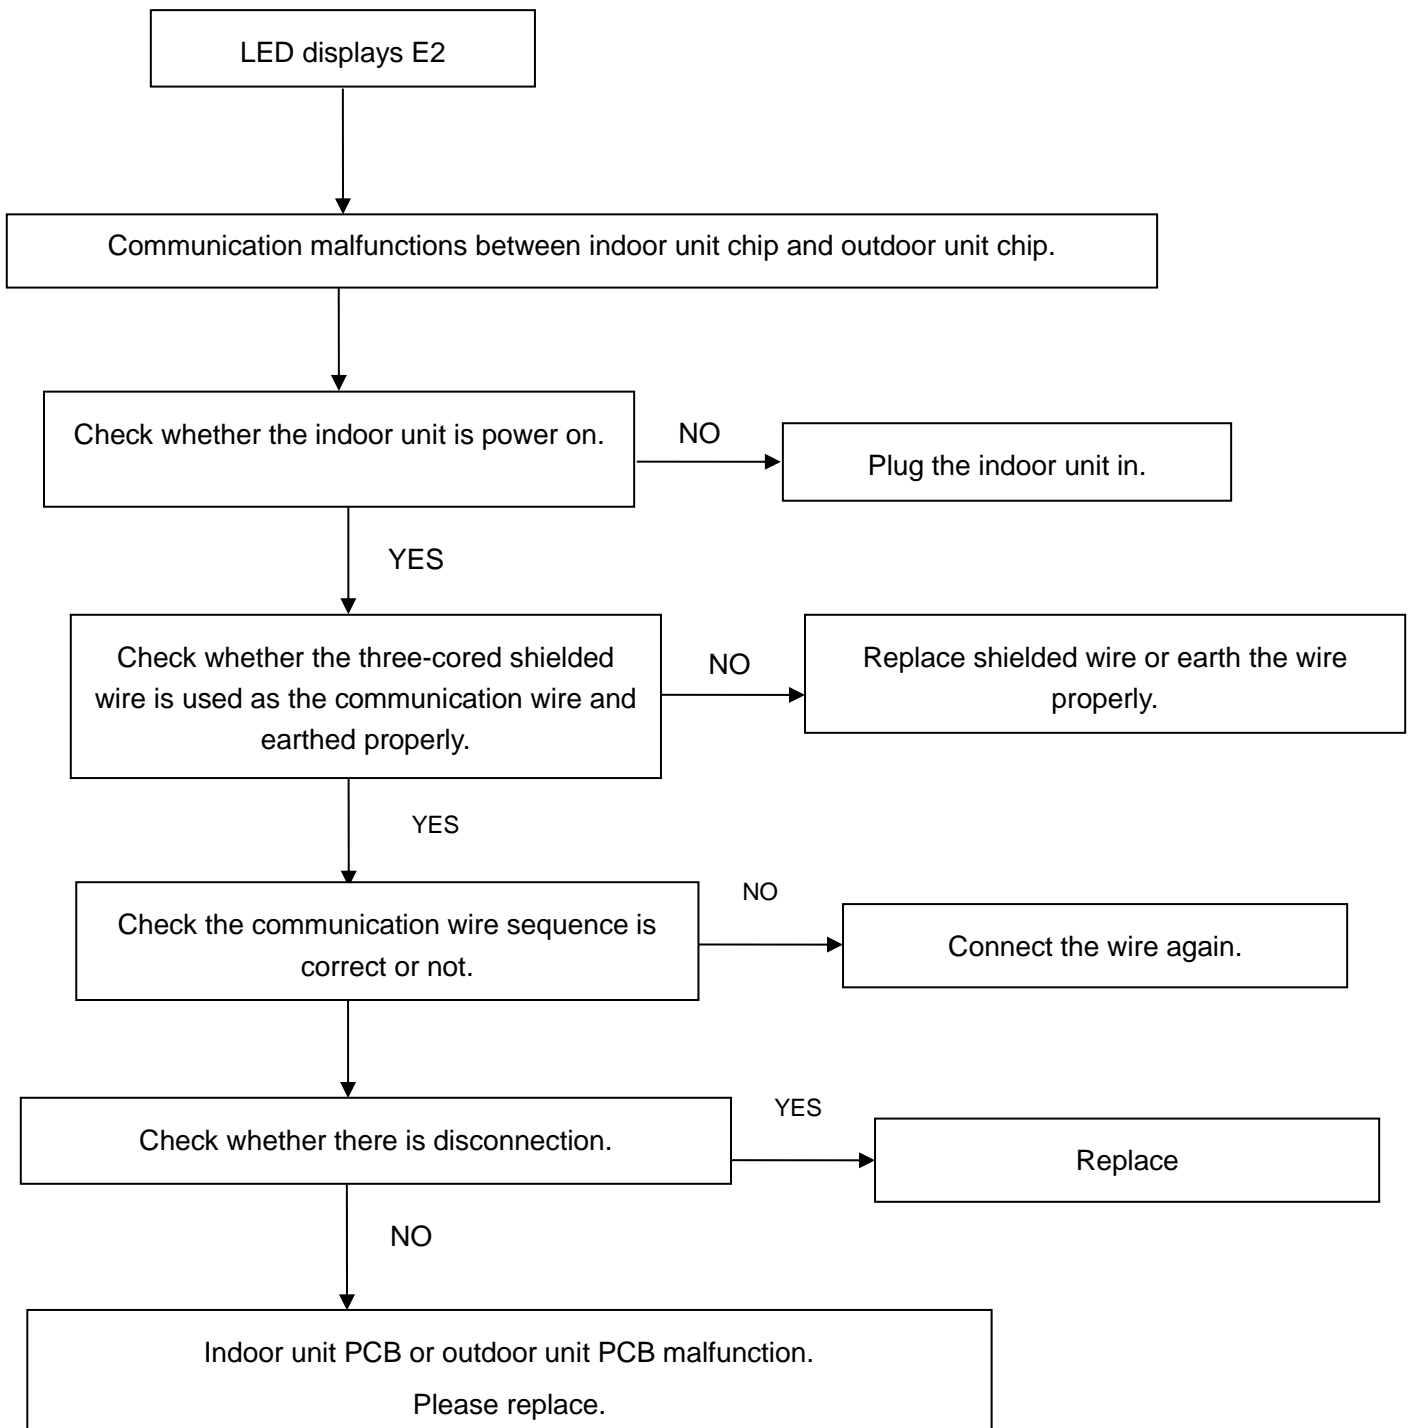 LED displays E2
Communication malfunctions between indoor unit chip and outdoor unit chip.
Check whether the indoor unit is power on.
NO
Plug the indoor unit in.
YES
Check whether the three-cored shielded
wire is used as the communication wire and
earthed properly.
NO
Replace shielded wire or earth the wire
properly.
YES
Check the communication wire sequence is
correct or not.
NO
Connect the wire again.
Check whether there is disconnection.
YES
Replace
NO
Indoor unit PCB or outdoor unit PCB malfunction.
Please replace.